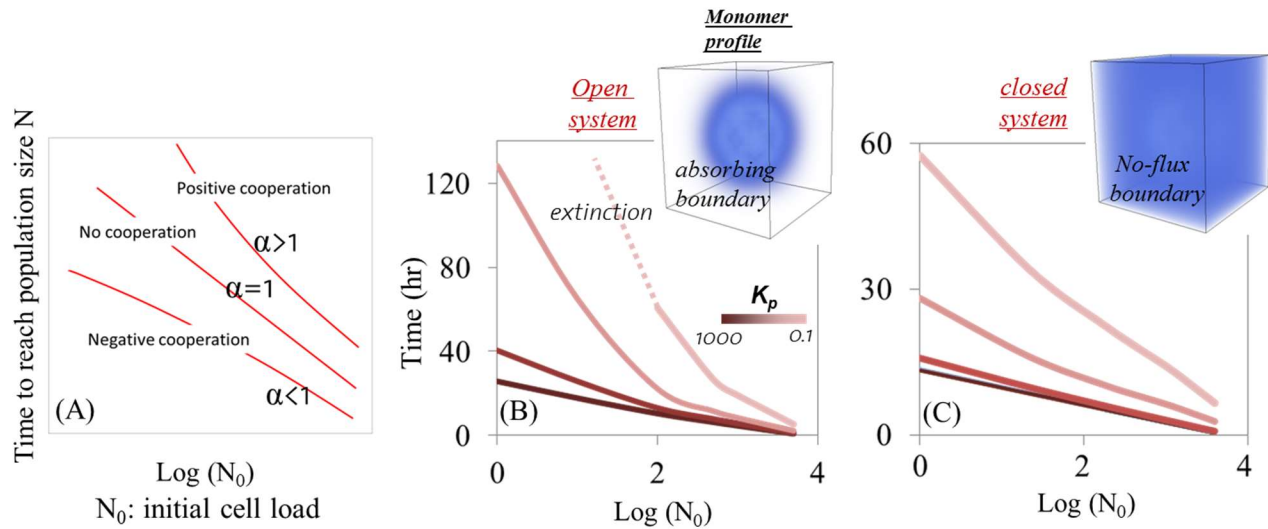 Time to reach population size N
Positive cooperation
α>1
No cooperation
α=1
Negative cooperation
α<1
(A)
Log (N₀)
N₀: initial cell load
Monomer
profile
Open
system
absorbing
boundary
extinction
Kₚ
1000
0.1
Time (hr)
120
80
40
0
(B)
0
2
4
Log (N₀)
closed
system
No-flux
boundary
60
30
0
(C)
0
2
4
Log (N₀)